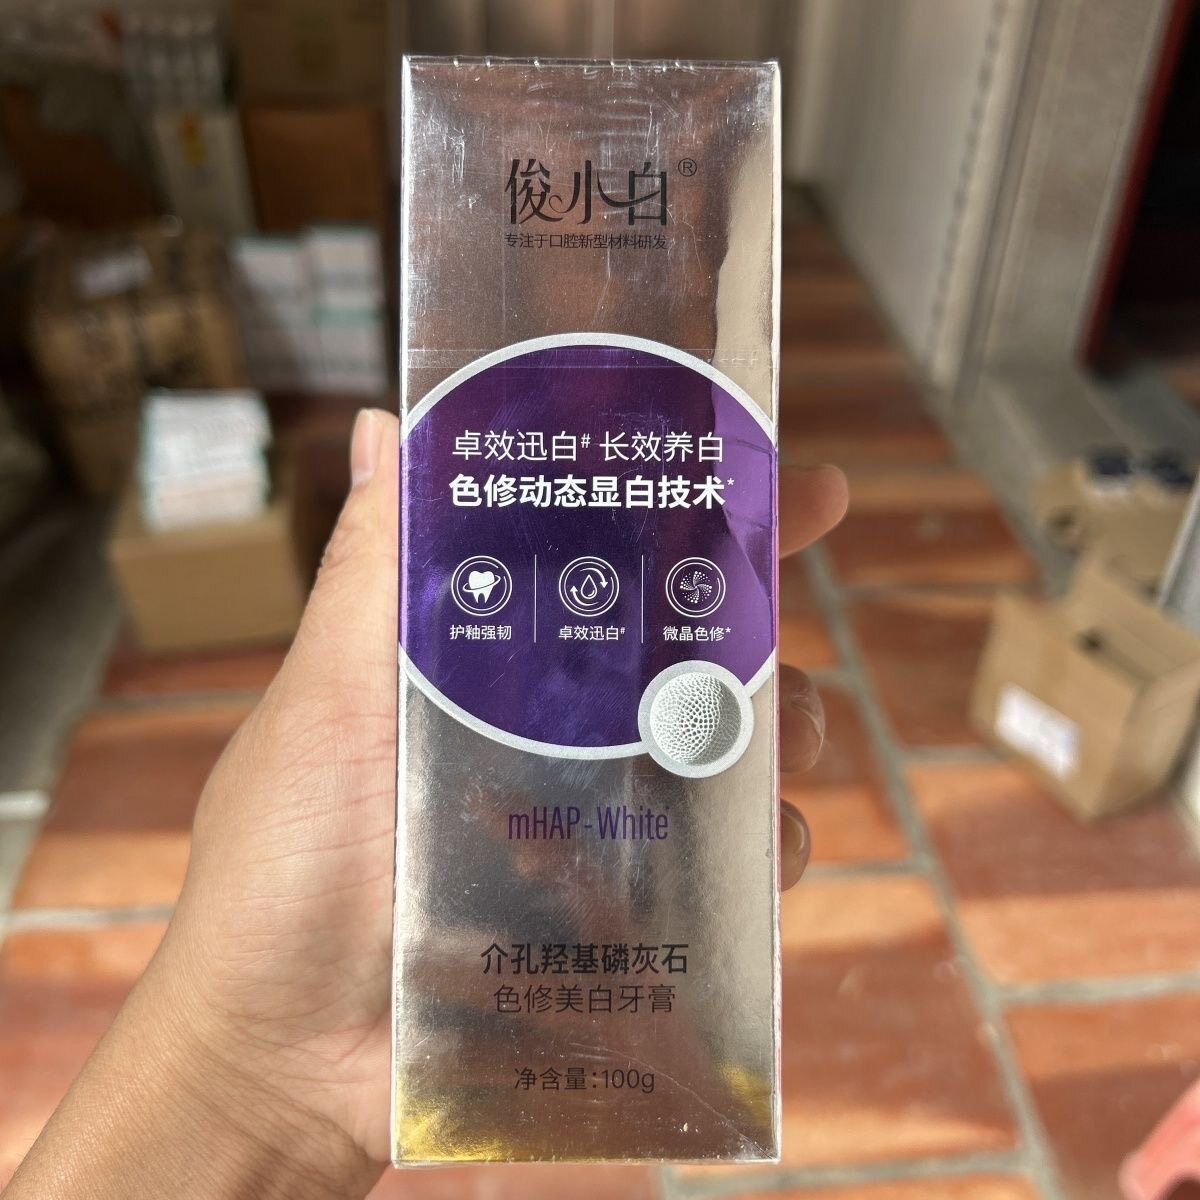 俊小白®
专注于口腔新型材料研发
卓效迅白# 长效养白
色修动态显白技术*
护釉强韧 卓效迅白# 微晶色修*
mHAP-White
介孔羟基磷灰石
色修美白牙膏
净含量:100g